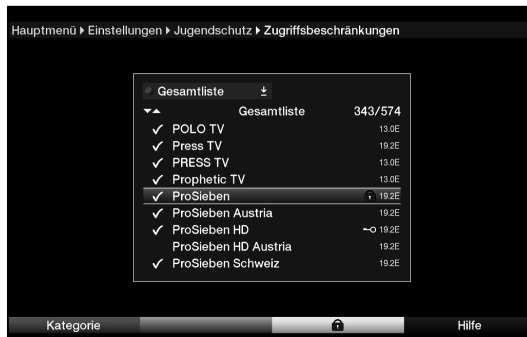 Hauptmenü ▸ Einstellungen ▸ Jugendschutz ▸ Zugriffsbeschränkungen
Gesamtliste
Gesamtliste 343/574
✓ POLO TV 13.0E
✓ Press TV 19.2E
✓ PRESS TV 13.0E
✓ Prophetic TV 13.0E
✓ ProSieben 19.2E
✓ ProSieben Austria 19.2E
✓ ProSieben HD 19.2E
ProSieben HD Austria 19.2E
✓ ProSieben Schweiz 19.2E
Kategorie Hilfe